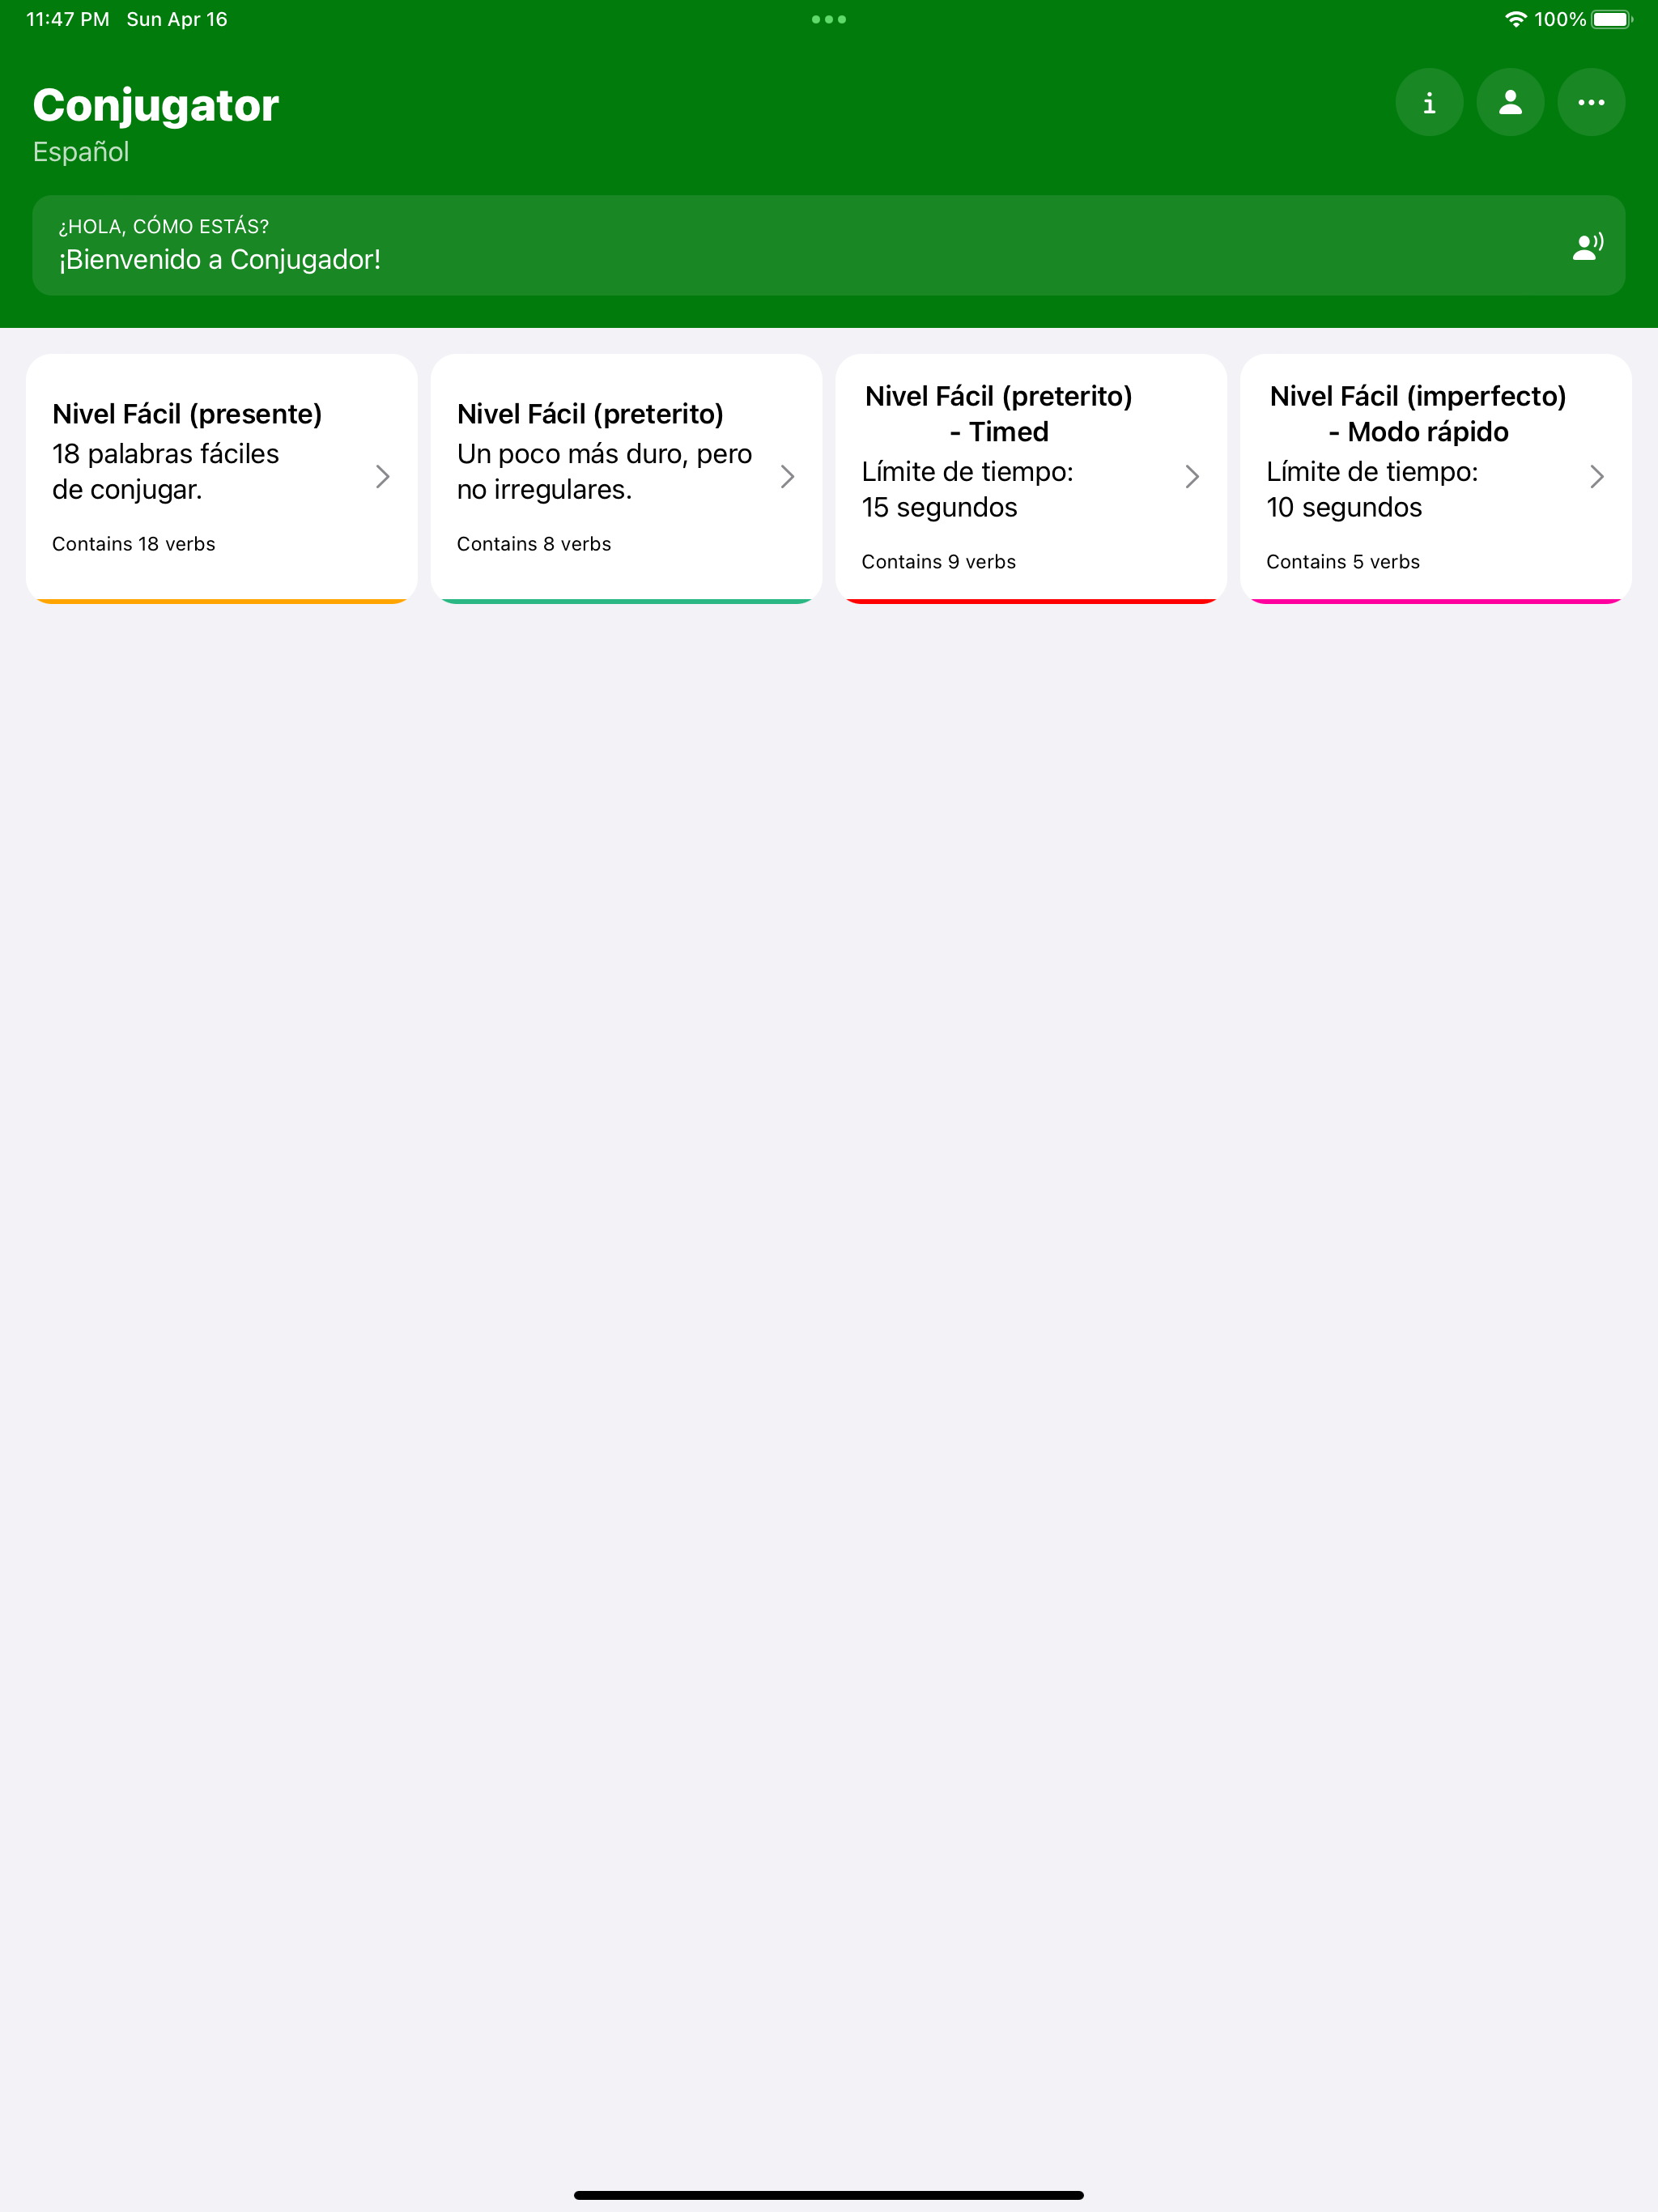 11:47 PM Sun Apr 16
100%
Conjugator
Español
¿HOLA, CÓMO ESTÁS?
¡Bienvenido a Conjugador!
Nivel Fácil (presente)
18 palabras fáciles
de conjugar.
Contains 18 verbs
Nivel Fácil (preterito)
Un poco más duro, pero
no irregulares.
Contains 8 verbs
Nivel Fácil (preterito)
- Timed
Límite de tiempo:
15 segundos
Contains 9 verbs
Nivel Fácil (imperfecto)
- Modo rápido
Límite de tiempo:
10 segundos
Contains 5 verbs